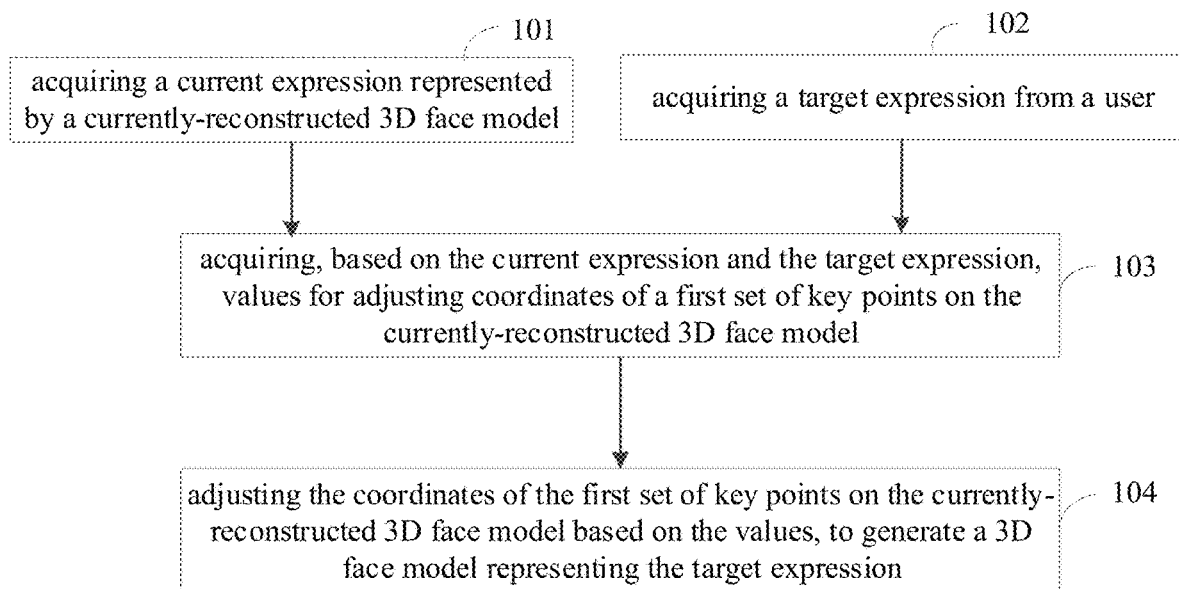 101
102
acquiring a current expression represented
by a currently-reconstructed 3D face model
acquiring a target expression from a user
acquiring, based on the current expression and the target expression,
values for adjusting coordinates of a first set of key points on the
currently-reconstructed 3D face model
103
adjusting the coordinates of the first set of key points on the currently-
reconstructed 3D face model based on the values, to generate a 3D
face model representing the target expression
104